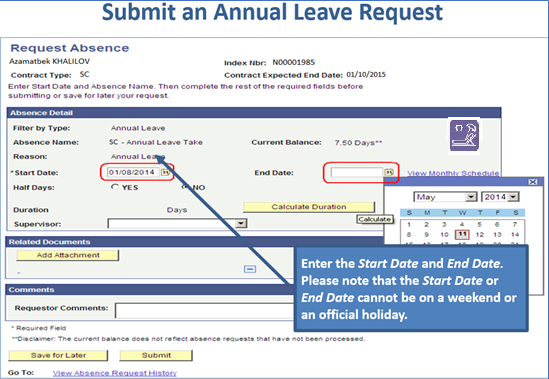 Submit an Annual Leave Request
Request Absence
Azamatbek KHALILOV Index Nbr: N00001985
Contract Type: SC Contract Expected End Date: 01/10/2015
Enter Start Date and Absence Name. Then complete the rest of the required fields before
submitting or save for later your request.
Absence Detail
Filter by Type: Annual Leave
Absence Name: SC - Annual Leave Take Current Balance: 7.50 Days**
Reason: Annual Leave
*Start Date: 01/08/2014 End Date: View Monthly Schedule
Half Days: YES NO
May 2014
S M T W T F S
1 2 3 4 5 6 7
8 9 10 11 12 13 14
Duration Days Calculate Duration
Calculate
Supervisor:
Related Documents
Add Attachment
Enter the Start Date and End Date.
Please note that the Start Date or
End Date cannot be on a weekend or
an official holiday.
Comments
Requestor Comments:
* Required Field
**Disclaimer: The current balance does not reflect absence requests that have not been processed.
Save for Later Submit
Go To: View Absence Request History